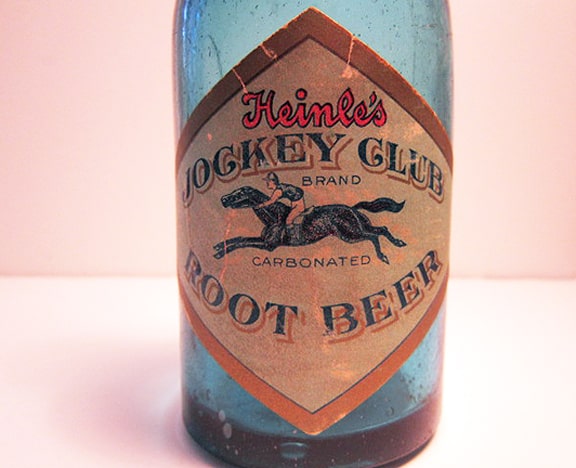 Heinle's
JOCKEY CLUB
BRAND
CARBONATED
ROOT BEER